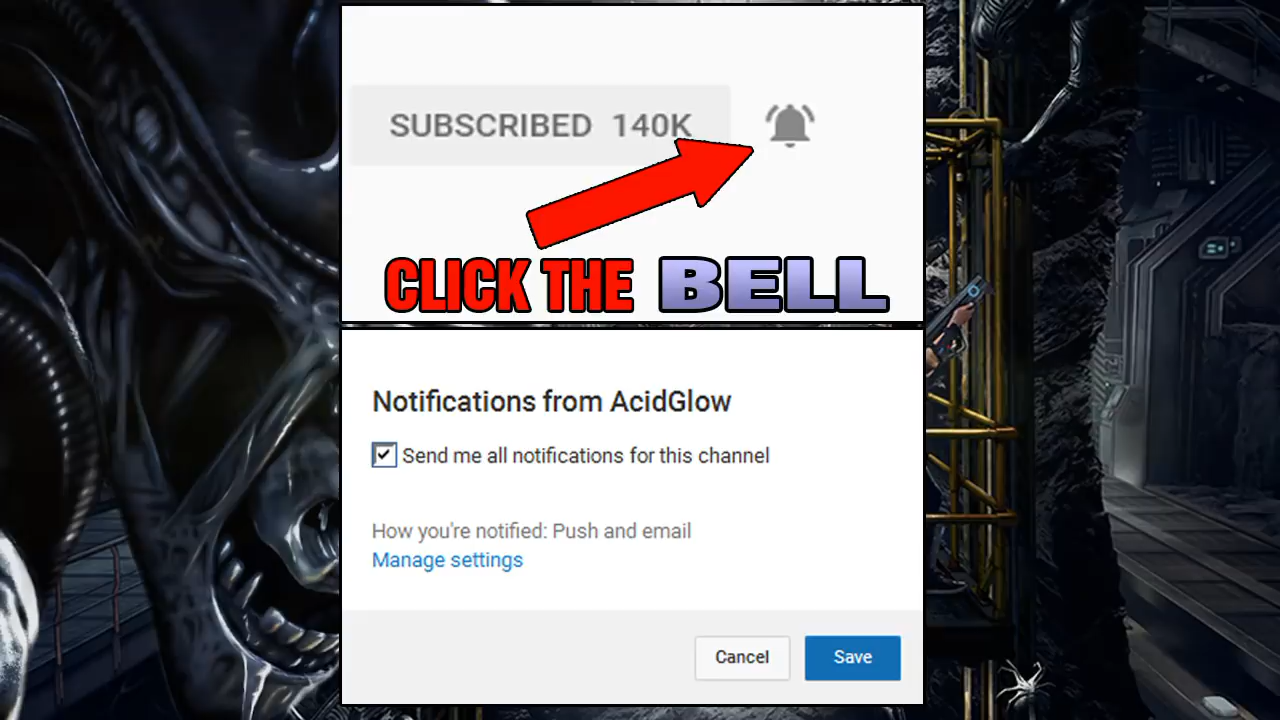 SUBSCRIBED 140K
CLICK THE BELL
Notifications from AcidGlow
Send me all notifications for this channel
How you're notified: Push and email
Manage settings
Cancel Save